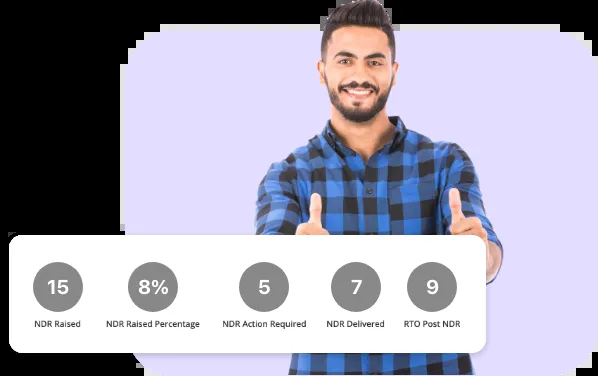 15
8%
5
7
9
NDR Raised
NDR Raised Percentage
NDR Action Required
NDR Delivered
RTO Post NDR